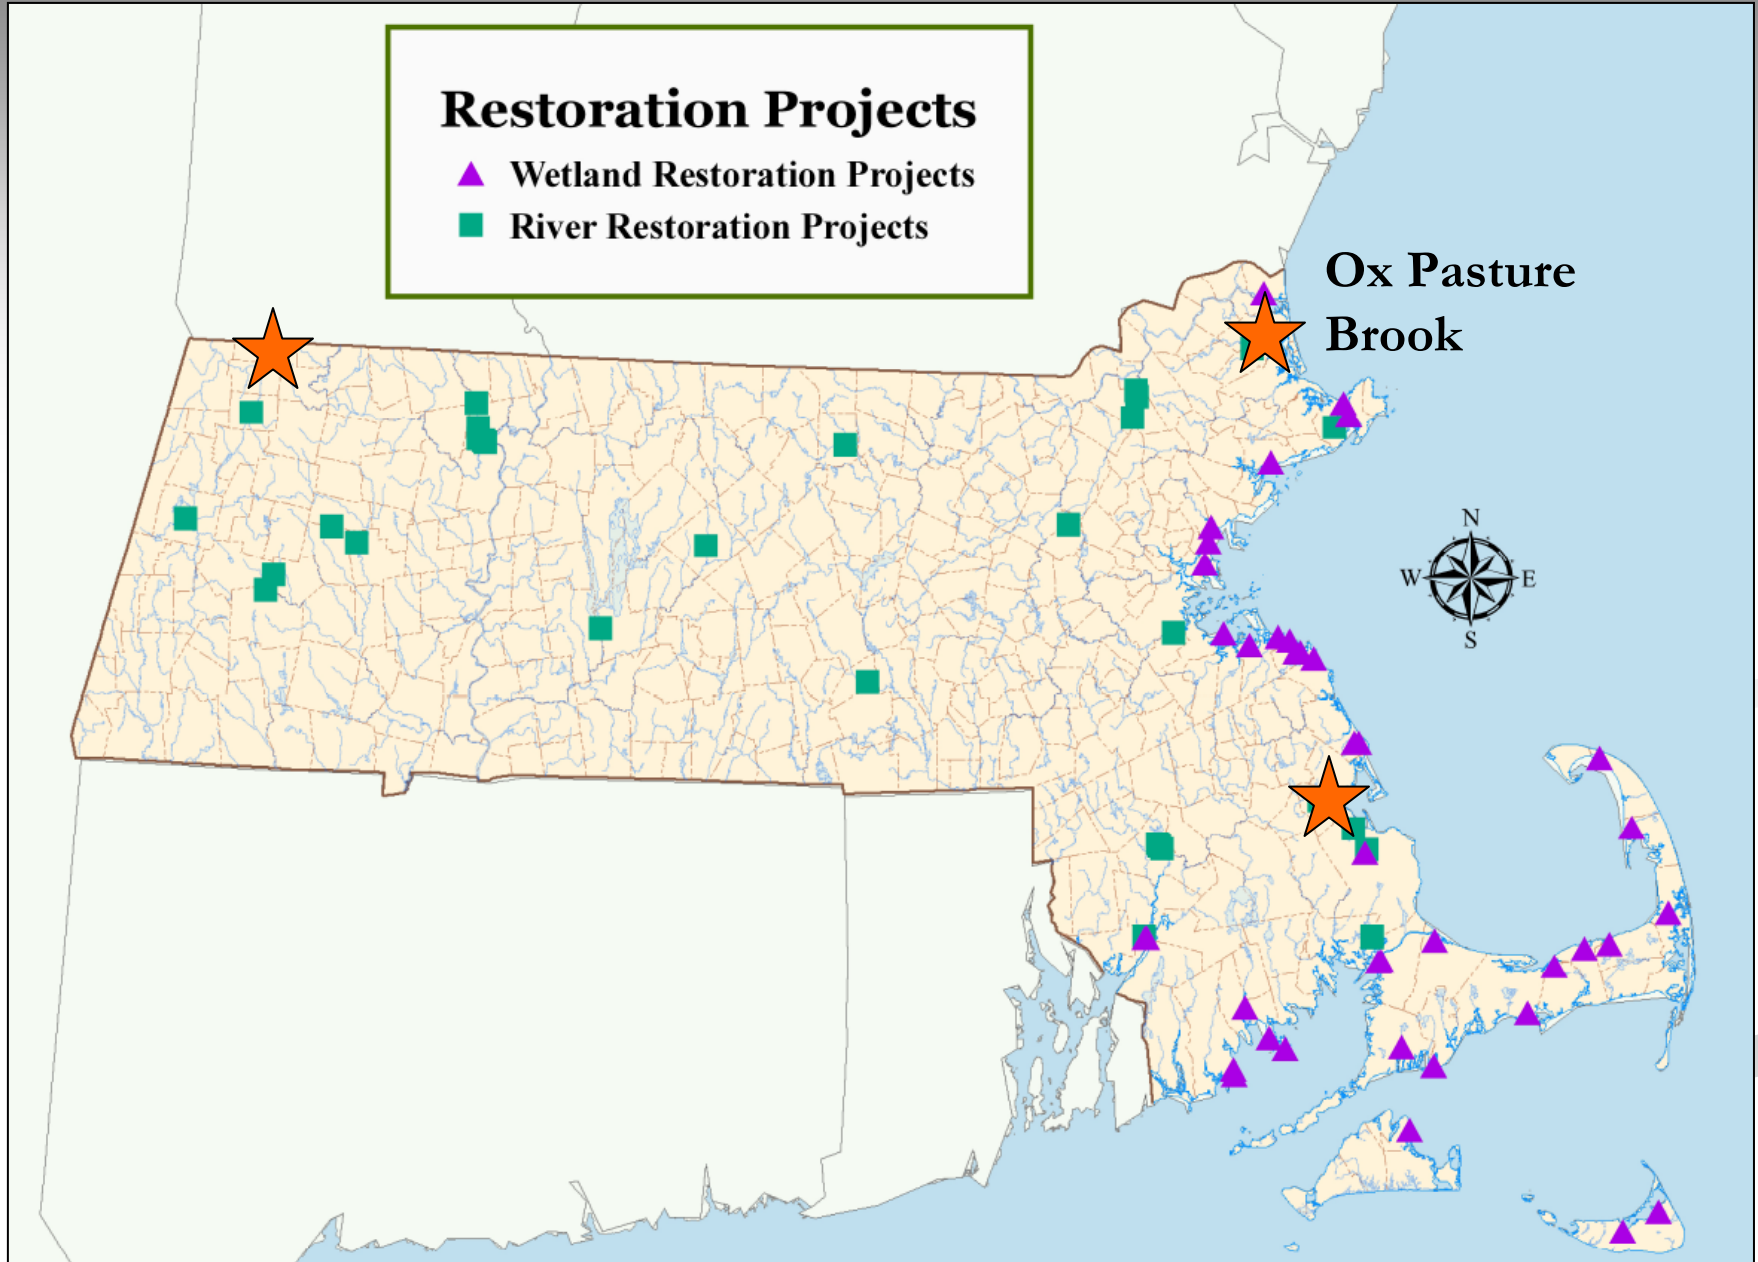 Restoration Projects
Wetland Restoration Projects
River Restoration Projects
Ox Pasture
Brook
N
W E
S